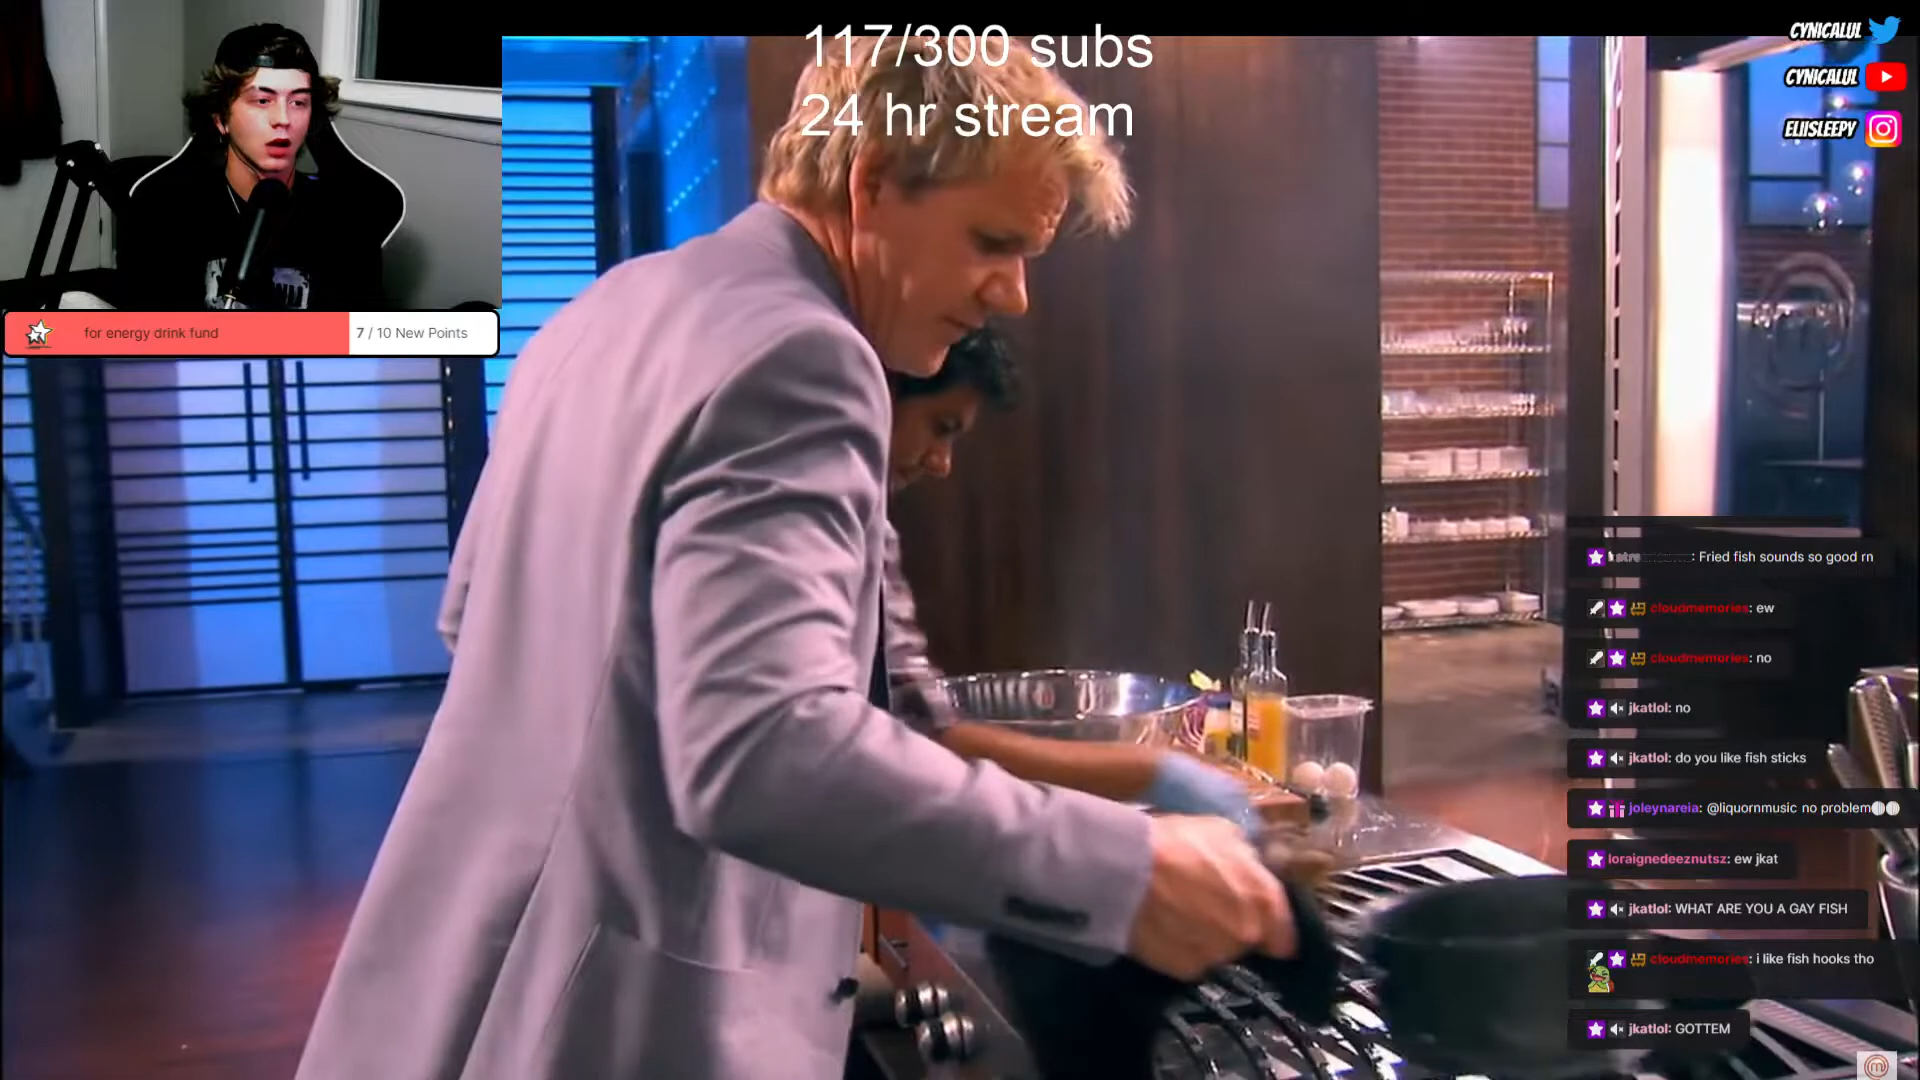 117/300 subs
24 hr stream
CYNICALUL
CYNICALUL
ELIISLEEPY
for energy drink fund
7 / 10 New Points
: Fried fish sounds so good rn
cloudmemories: ew
cloudmemories: no
jkatlol: no
jkatlol: do you like fish sticks
joleynareia: @liquornmusic no problem
loraignedeeznutsz: ew jkat
jkatlol: WHAT ARE YOU A GAY FISH
cloudmemories: i like fish hooks tho
jkatlol: GOTTEM